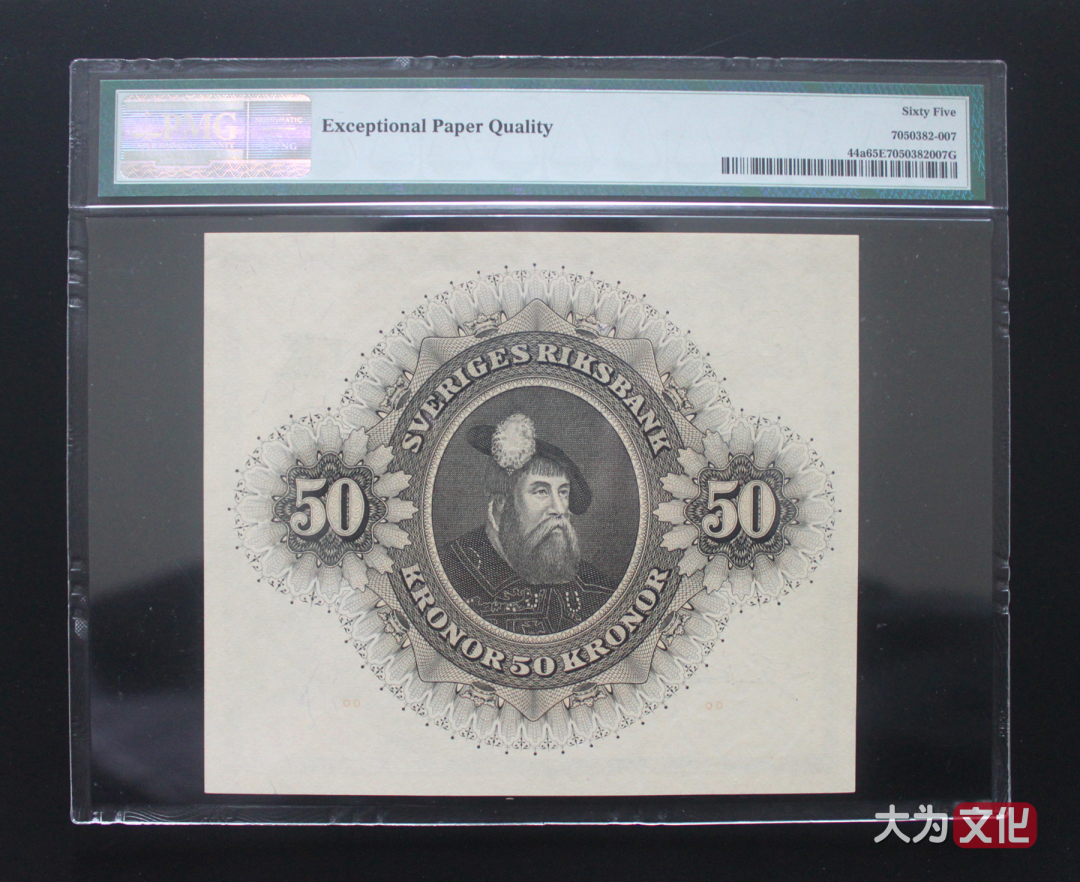 PMG
Exceptional Paper Quality
Sixty Five
7050382-007
44a65E7050382007G
SVERIGES RIKSBANK
50
50
KRONOR 50 KRONOR
大为文化